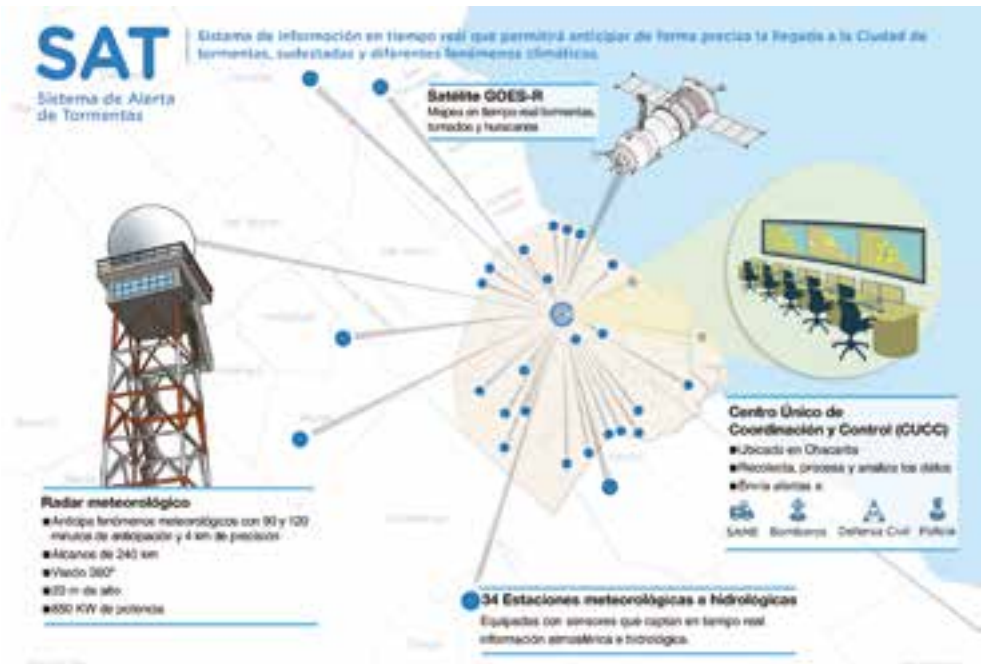 SAT
Sistema de Alerta
de Tormentas
Sistema de información en tiempo real que permitirá anticipar de forma precisa la llegada a la Ciudad de
tormentas, sudestadas y diferentes fenómenos climáticos.
Satélite GOES-R
Mapea en tiempo real tormentas,
tornados y huracanes
Centro Único de
Coordinación y Control (CUCC)
Ubicado en Chacarita
Recolecta, procesa y analiza los datos
Envía alertas a:
SAME Bomberos Defensa Civil Policía
Radar meteorológico
Anticipa fenómenos meteorológicos con 90 y 120
minutos de anticipación y 4 km de precisión
Alcance de 240 km
Visión 360º
20 m de alto
850 KW de potencia
34 Estaciones meteorológicas e hidrológicas
Equipadas con sensores que captan en tiempo real
información atmosférica e hidrológica.